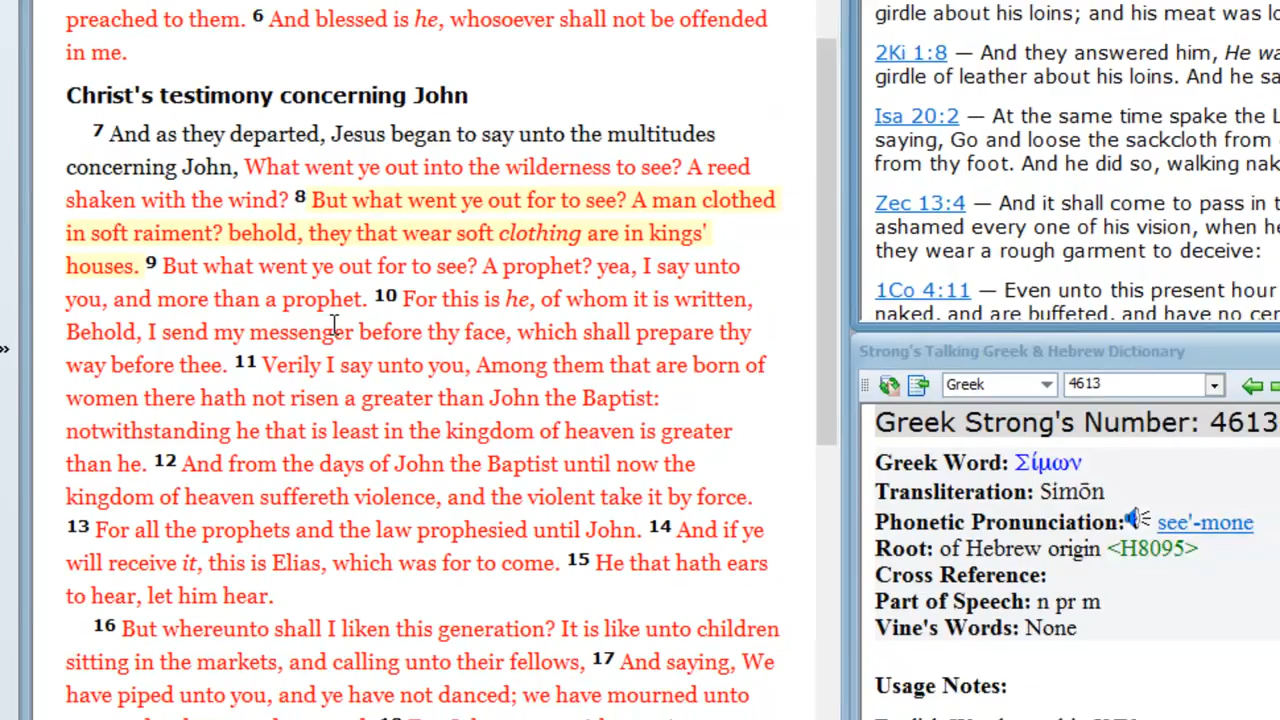 preached to them. 6 And blessed is he, whosoever shall not be offended
in me.
Christ's testimony concerning John
7 And as they departed, Jesus began to say unto the multitudes
concerning John, What went ye out into the wilderness to see? A reed
shaken with the wind? 8 But what went ye out for to see? A man clothed
in soft raiment? behold, they that wear soft clothing are in kings'
houses. 9 But what went ye out for to see? A prophet? yea, I say unto
you, and more than a prophet. 10 For this is he, of whom it is written,
Behold, I send my messenger before thy face, which shall prepare thy
way before thee. 11 Verily I say unto you, Among them that are born of
women there hath not risen a greater than John the Baptist:
notwithstanding he that is least in the kingdom of heaven is greater
than he. 12 And from the days of John the Baptist until now the
kingdom of heaven suffereth violence, and the violent take it by force.
13 For all the prophets and the law prophesied until John. 14 And if ye
will receive it, this is Elias, which was for to come. 15 He that hath ears
to hear, let him hear.
16 But whereunto shall I liken this generation? It is like unto children
sitting in the markets, and calling unto their fellows, 17 And saying, We
have piped unto you, and ye have not danced; we have mourned unto
»
girdle about his loins; and his meat was
2Ki 1:8 — And they answered him, He
girdle of leather about his loins. And he
Isa 20:2 — At the same time spake the
saying, Go and loose the sackcloth from
from thy foot. And he did so, walking
Zec 13:4 — And it shall come to pass in
ashamed every one of his vision, when
they wear a rough garment to deceive:
1Co 4:11 — Even unto this present hour
naked, and are buffeted, and have no
Strong's Talking Greek & Hebrew Dictionary
Greek 4613
Greek Strong's Number: 4613
Greek Word: Σίμων
Transliteration: Simōn
Phonetic Pronunciation: see'-mone
Root: of Hebrew origin <H8095>
Cross Reference:
Part of Speech: n pr m
Vine's Words: None
Usage Notes: